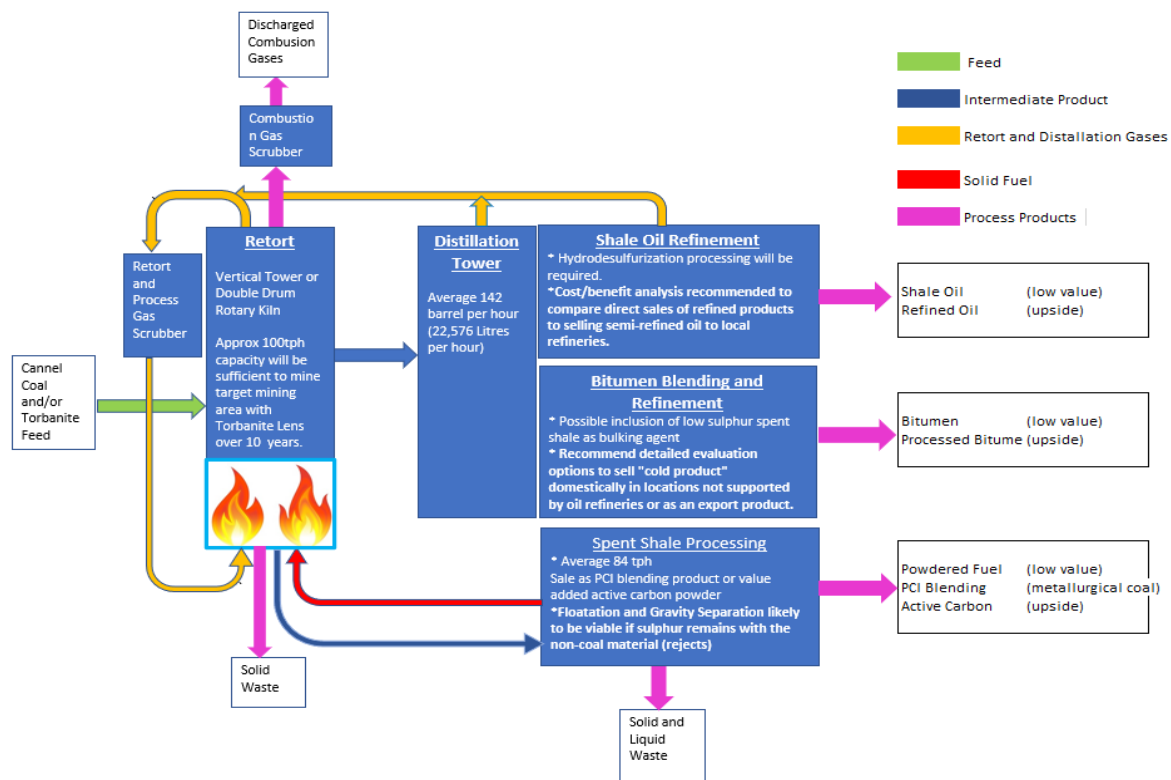 Discharged
Combusion
Gases
Combustio
n Gas
Scrubber
Feed
Intermediate Product
Retort and Distallation Gases
Solid Fuel
Process Products
Retort
Vertical Tower or
Double Drum
Rotary Kiln
Approx 100tph
capacity will be
sufficient to mine
target mining
area with
Torbanite Lens
over 10 years.
Retort
and
Process
Gas
Scrubber
Cannel
Coal
and/or
Torbanite
Feed
Distillation
Tower
Average 142
barrel per hour
(22,576 Litres
per hour)
Shale Oil Refinement
* Hydrodesulfurization processing will be
required.
*Cost/benefit analysis recommended to
compare direct sales of refined products
to selling semi-refined oil to local
refineries.
Shale Oil (low value)
Refined Oil (upside)
Bitumen Blending and
Refinement
* Possible inclusion of low sulphur spent
shale as bulking agent
* Recommend detailed evaluation
options to sell "cold product"
domestically in locations not supported
by oil refineries or as an export product.
Bitumen (low value)
Processed Bitume (upside)
Spent Shale Processing
* Average 84 tph
Sale as PCI blending product or value
added active carbon powder
*Floatation and Gravity Separation likely
to be viable if sulphur remains with the
non-coal material (rejects)
Powdered Fuel (low value)
PCI Blending (metallurgical coal)
Active Carbon (upside)
Solid
Waste
Solid and
Liquid
Waste